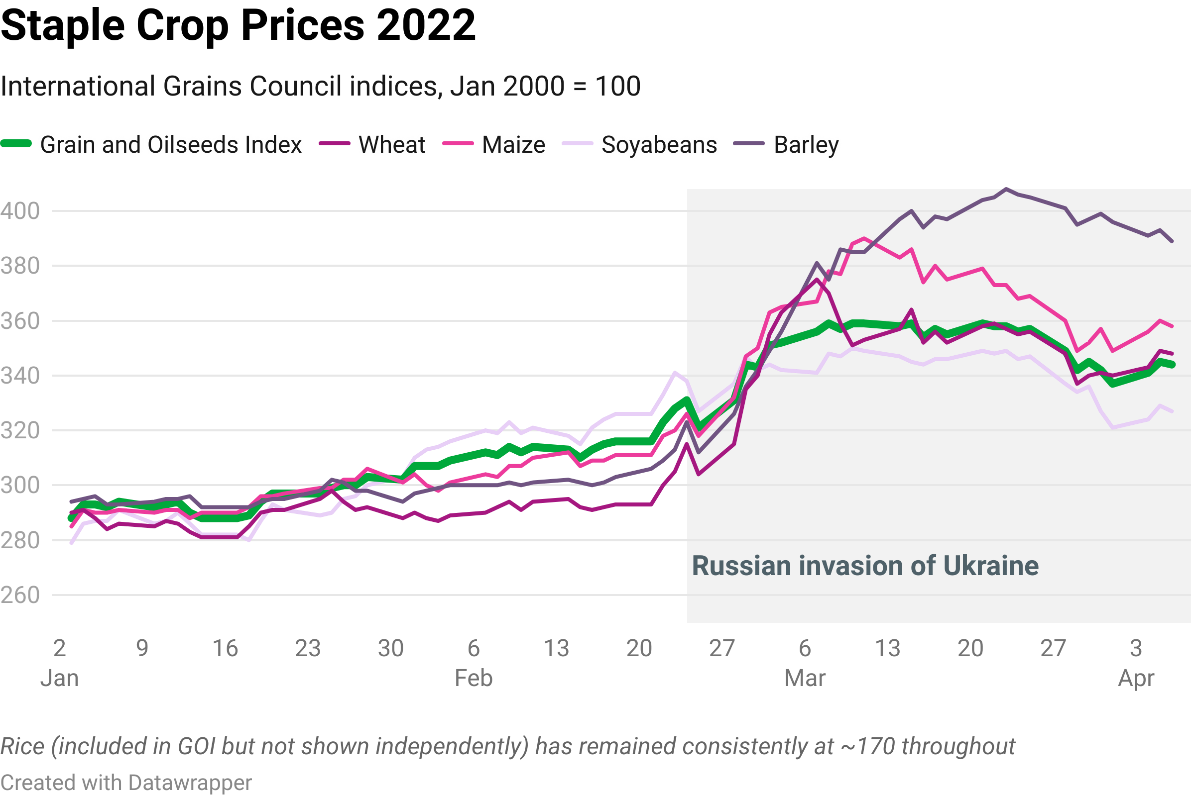 Staple Crop Prices 2022
International Grains Council indices, Jan 2000 = 100
Grain and Oilseeds Index Wheat Maize Soyabeans Barley
400
380
360
340
320
300
280
260
Russian invasion of Ukraine
2 9 16 23 30 6 13 20 27 6 13 20 27 3
Jan Feb Mar Apr
Rice (included in GOI but not shown independently) has remained consistently at ~170 throughout
Created with Datawrapper